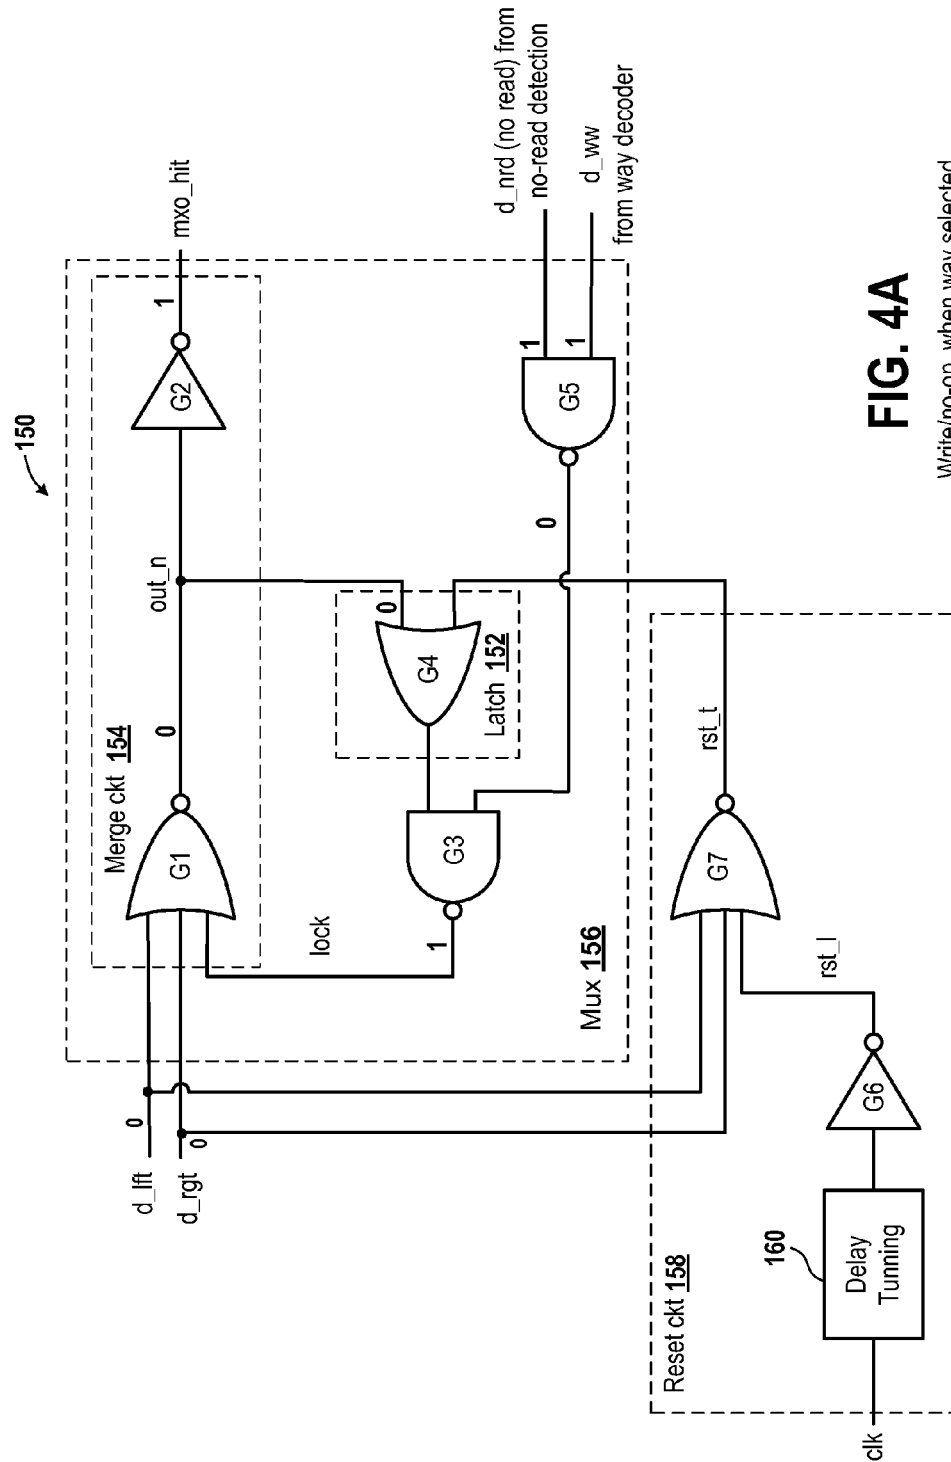 150
Merge ckt 154
d_lft
0
d_rgt
0
G1
0
out_n
G2
1
mxo_hit
lock
1
G3
G4
0
Latch 152
0
G5
1
1
d_nrd (no read) from
no-read detection
d_ww
from way decoder
Mux 156
Reset ckt 158
G7
rst_t
rst_l
160
Delay
Tunning
G6
clk
FIG. 4A
Write/no-op, when way selected